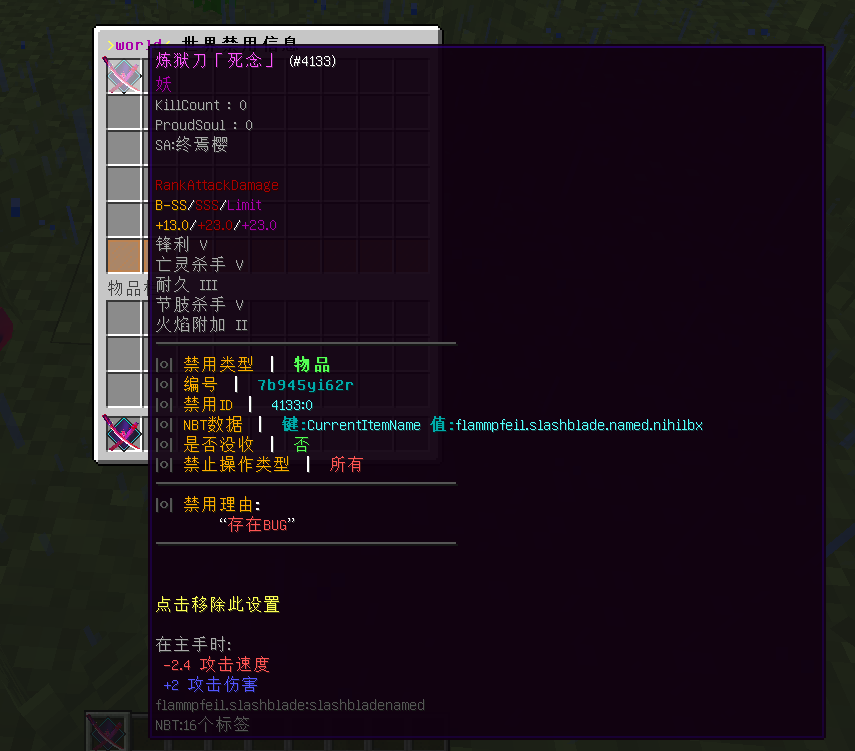 >world< 世界禁用信息
炼狱刀「死念」 (#4133)
妖
KillCount : 0
ProudSoul : 0
SA:终焉樱
RankAttackDamage
B-SS/SSS/Limit
+13.0/+23.0/+23.0
锋利 V
亡灵杀手 V
耐久 III
节肢杀手 V
火焰附加 II
|o| 禁用类型 | 物品
|o| 编号 | 7b945yi62r
|o| 禁用ID | 4133:0
|o| NBT数据 | 键:CurrentItemName 值:flammpfeil.slashblade.named.nihilbx
|o| 是否没收 | 否
|o| 禁止操作类型 | 所有
|o| 禁用理由:
“存在BUG”
点击移除此设置
在主手时:
-2.4 攻击速度
+2 攻击伤害
flammpfeil.slashblade:slashbladenamed
NBT:16个标签
物品